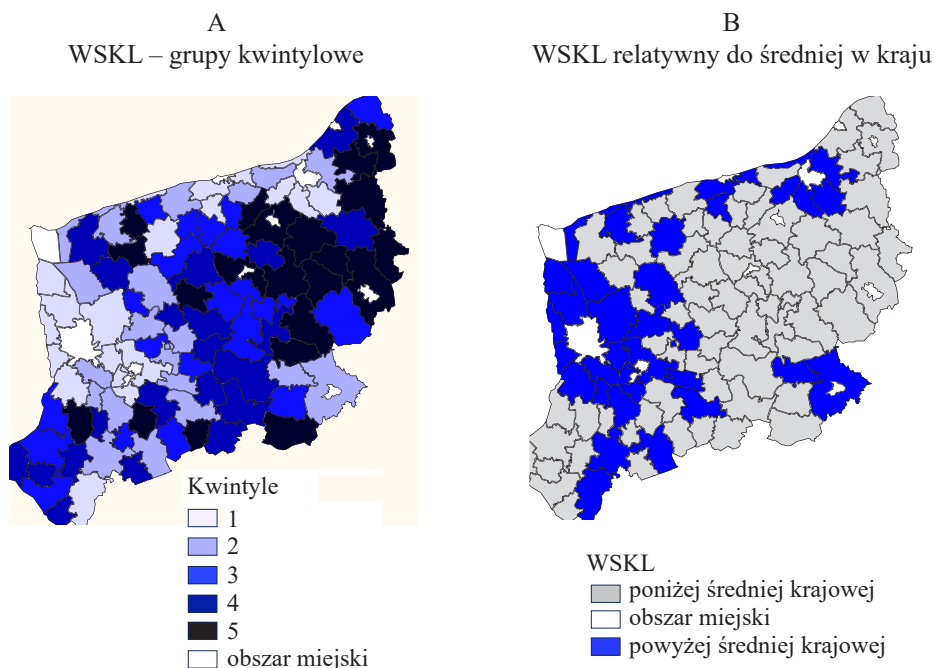 A
WSKL – grupy kwintylowe
Kwintyle
1
2
3
4
5
obszar miejski
B
WSKL relatywny do średniej w kraju
WSKL
poniżej średniej krajowej
obszar miejski
powyżej średniej krajowej